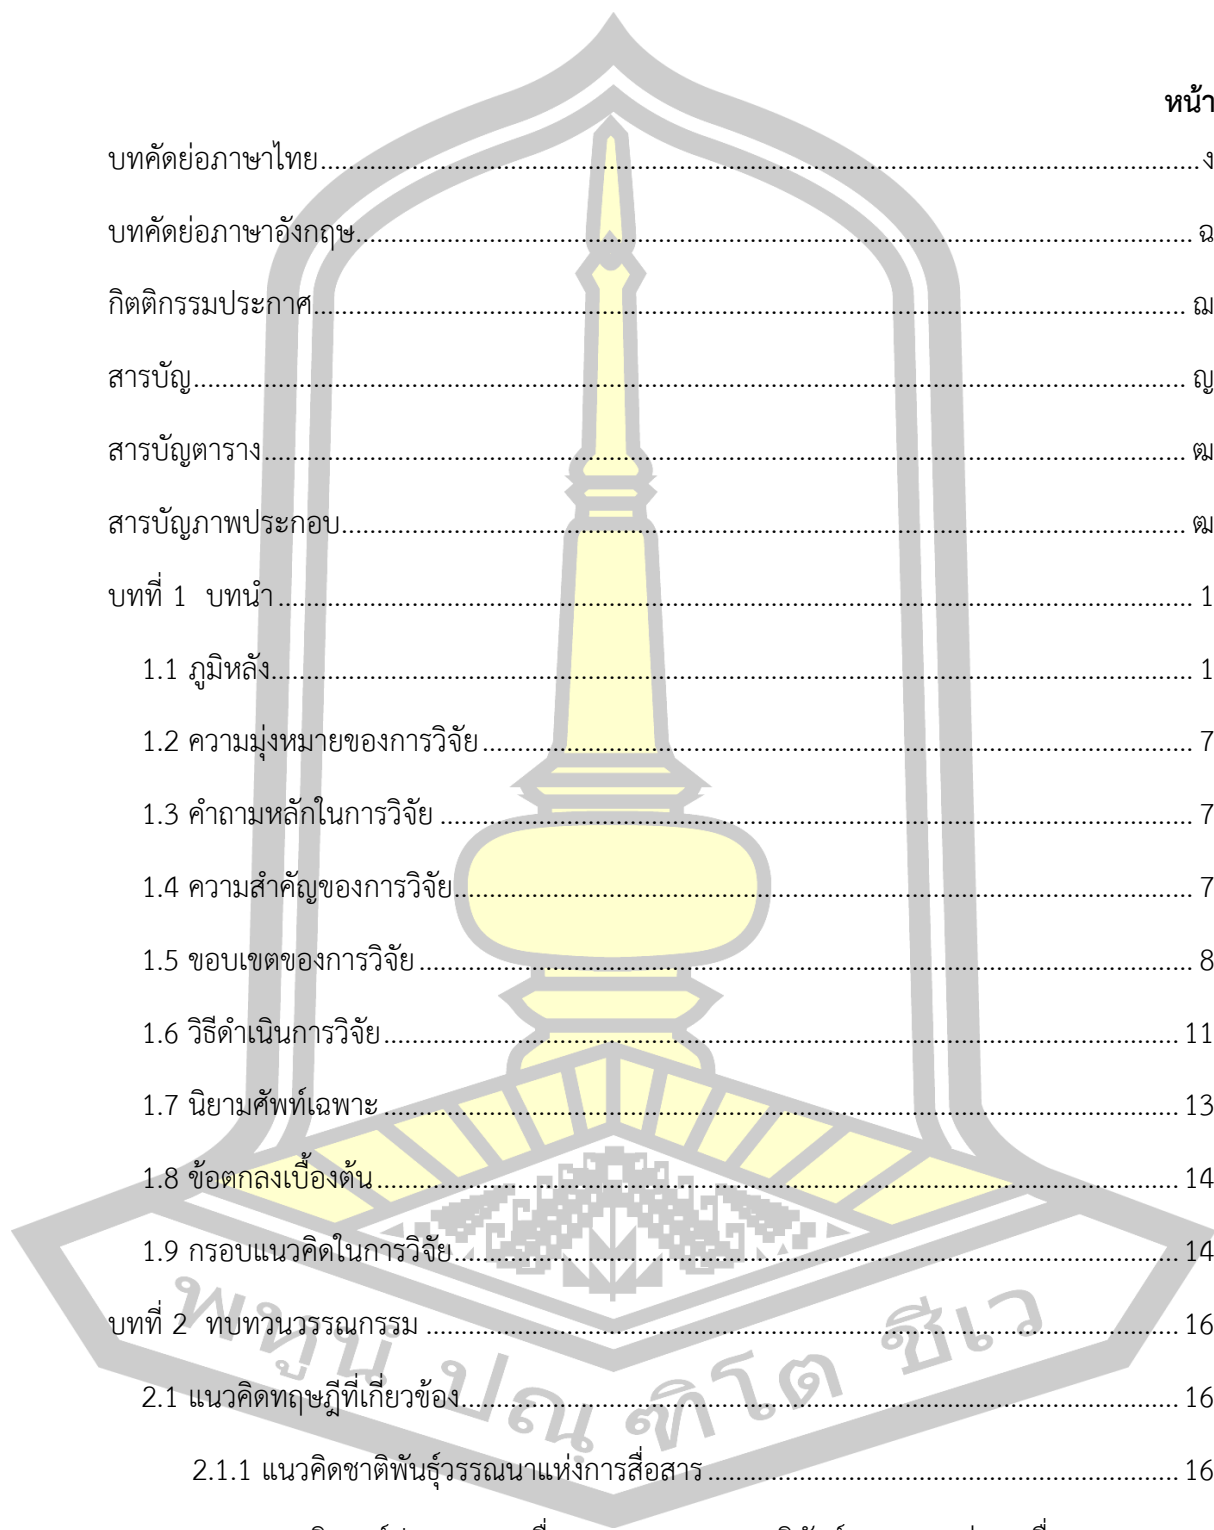 หน้า
บทคัดย่อภาษาไทย ง
บทคัดย่อภาษาอังกฤษ ฉ
กิตติกรรมประกาศ ฌ
สารบัญ ญ
สารบัญตาราง ฒ
สารบัญภาพประกอบ ฒ
บทที่ 1 บทนำ 1
1.1 ภูมิหลัง 1
1.2 ความมุ่งหมายของการวิจัย 7
1.3 คำถามหลักในการวิจัย 7
1.4 ความสำคัญของการวิจัย 7
1.5 ขอบเขตของการวิจัย 8
1.6 วิธีดำเนินการวิจัย 11
1.7 นิยามศัพท์เฉพาะ 13
1.8 ข้อตกลงเบื้องต้น 14
1.9 กรอบแนวคิดในการวิจัย 14
บทที่ 2 ทบทวนวรรณกรรม 16
2.1 แนวคิดทฤษฎีที่เกี่ยวข้อง 16
2.1.1 แนวคิดชาติพันธุ์วรรณนาแห่งการสื่อสาร 16
พหูนํ ปณฺฑิโต ชีเว